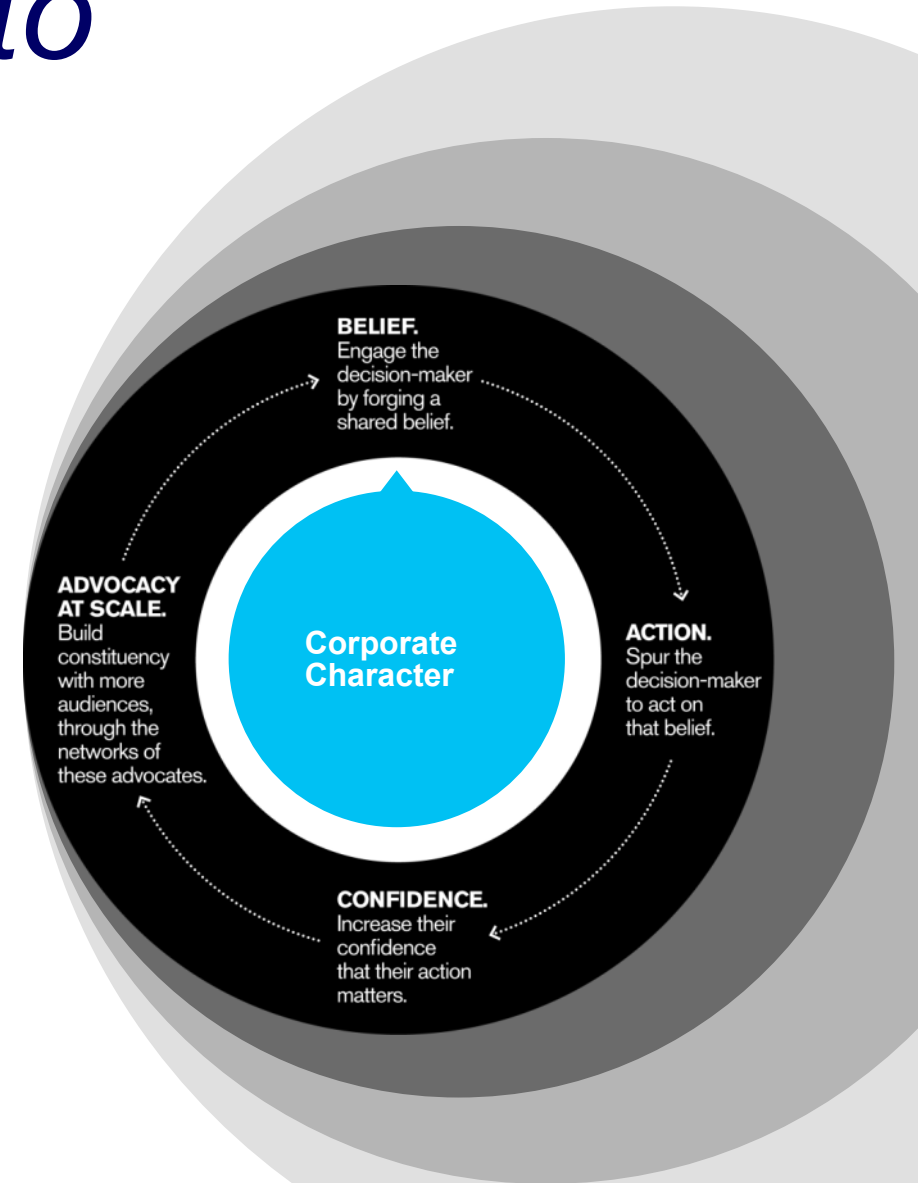 BELIEF.
Engage the
decision-maker
by forging a
shared belief.
ACTION.
Spur the
decision-maker
to act on
that belief.
CONFIDENCE.
Increase their
confidence
that their action
matters.
ADVOCACY
AT SCALE.
Build
constituency
with more
audiences,
through the
networks of
these advocates.
Corporate
Character